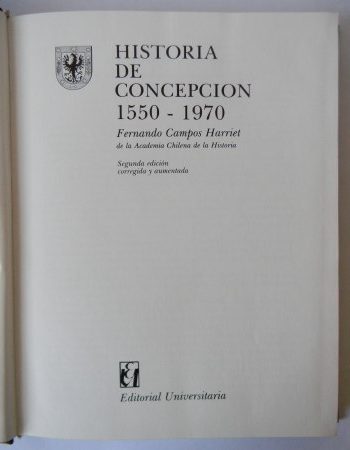 HISTORIA
DE
CONCEPCION
1550 - 1970
Fernando Campos Harriet
de la Academia Chilena de la Historia
Segunda edición
corregida y aumentada
Editorial Universitaria